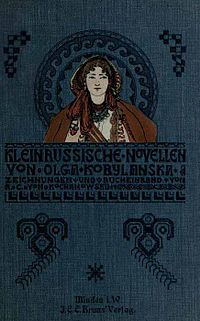 KLEINRUSSISCHE · NOVELLEN
VON · OLGA · KOBYLANSKA ·
ZEICHNUNGEN · UND · BUCHEINBAND · VON
Minden i. W.
J. C. C. Bruns' Verlag.